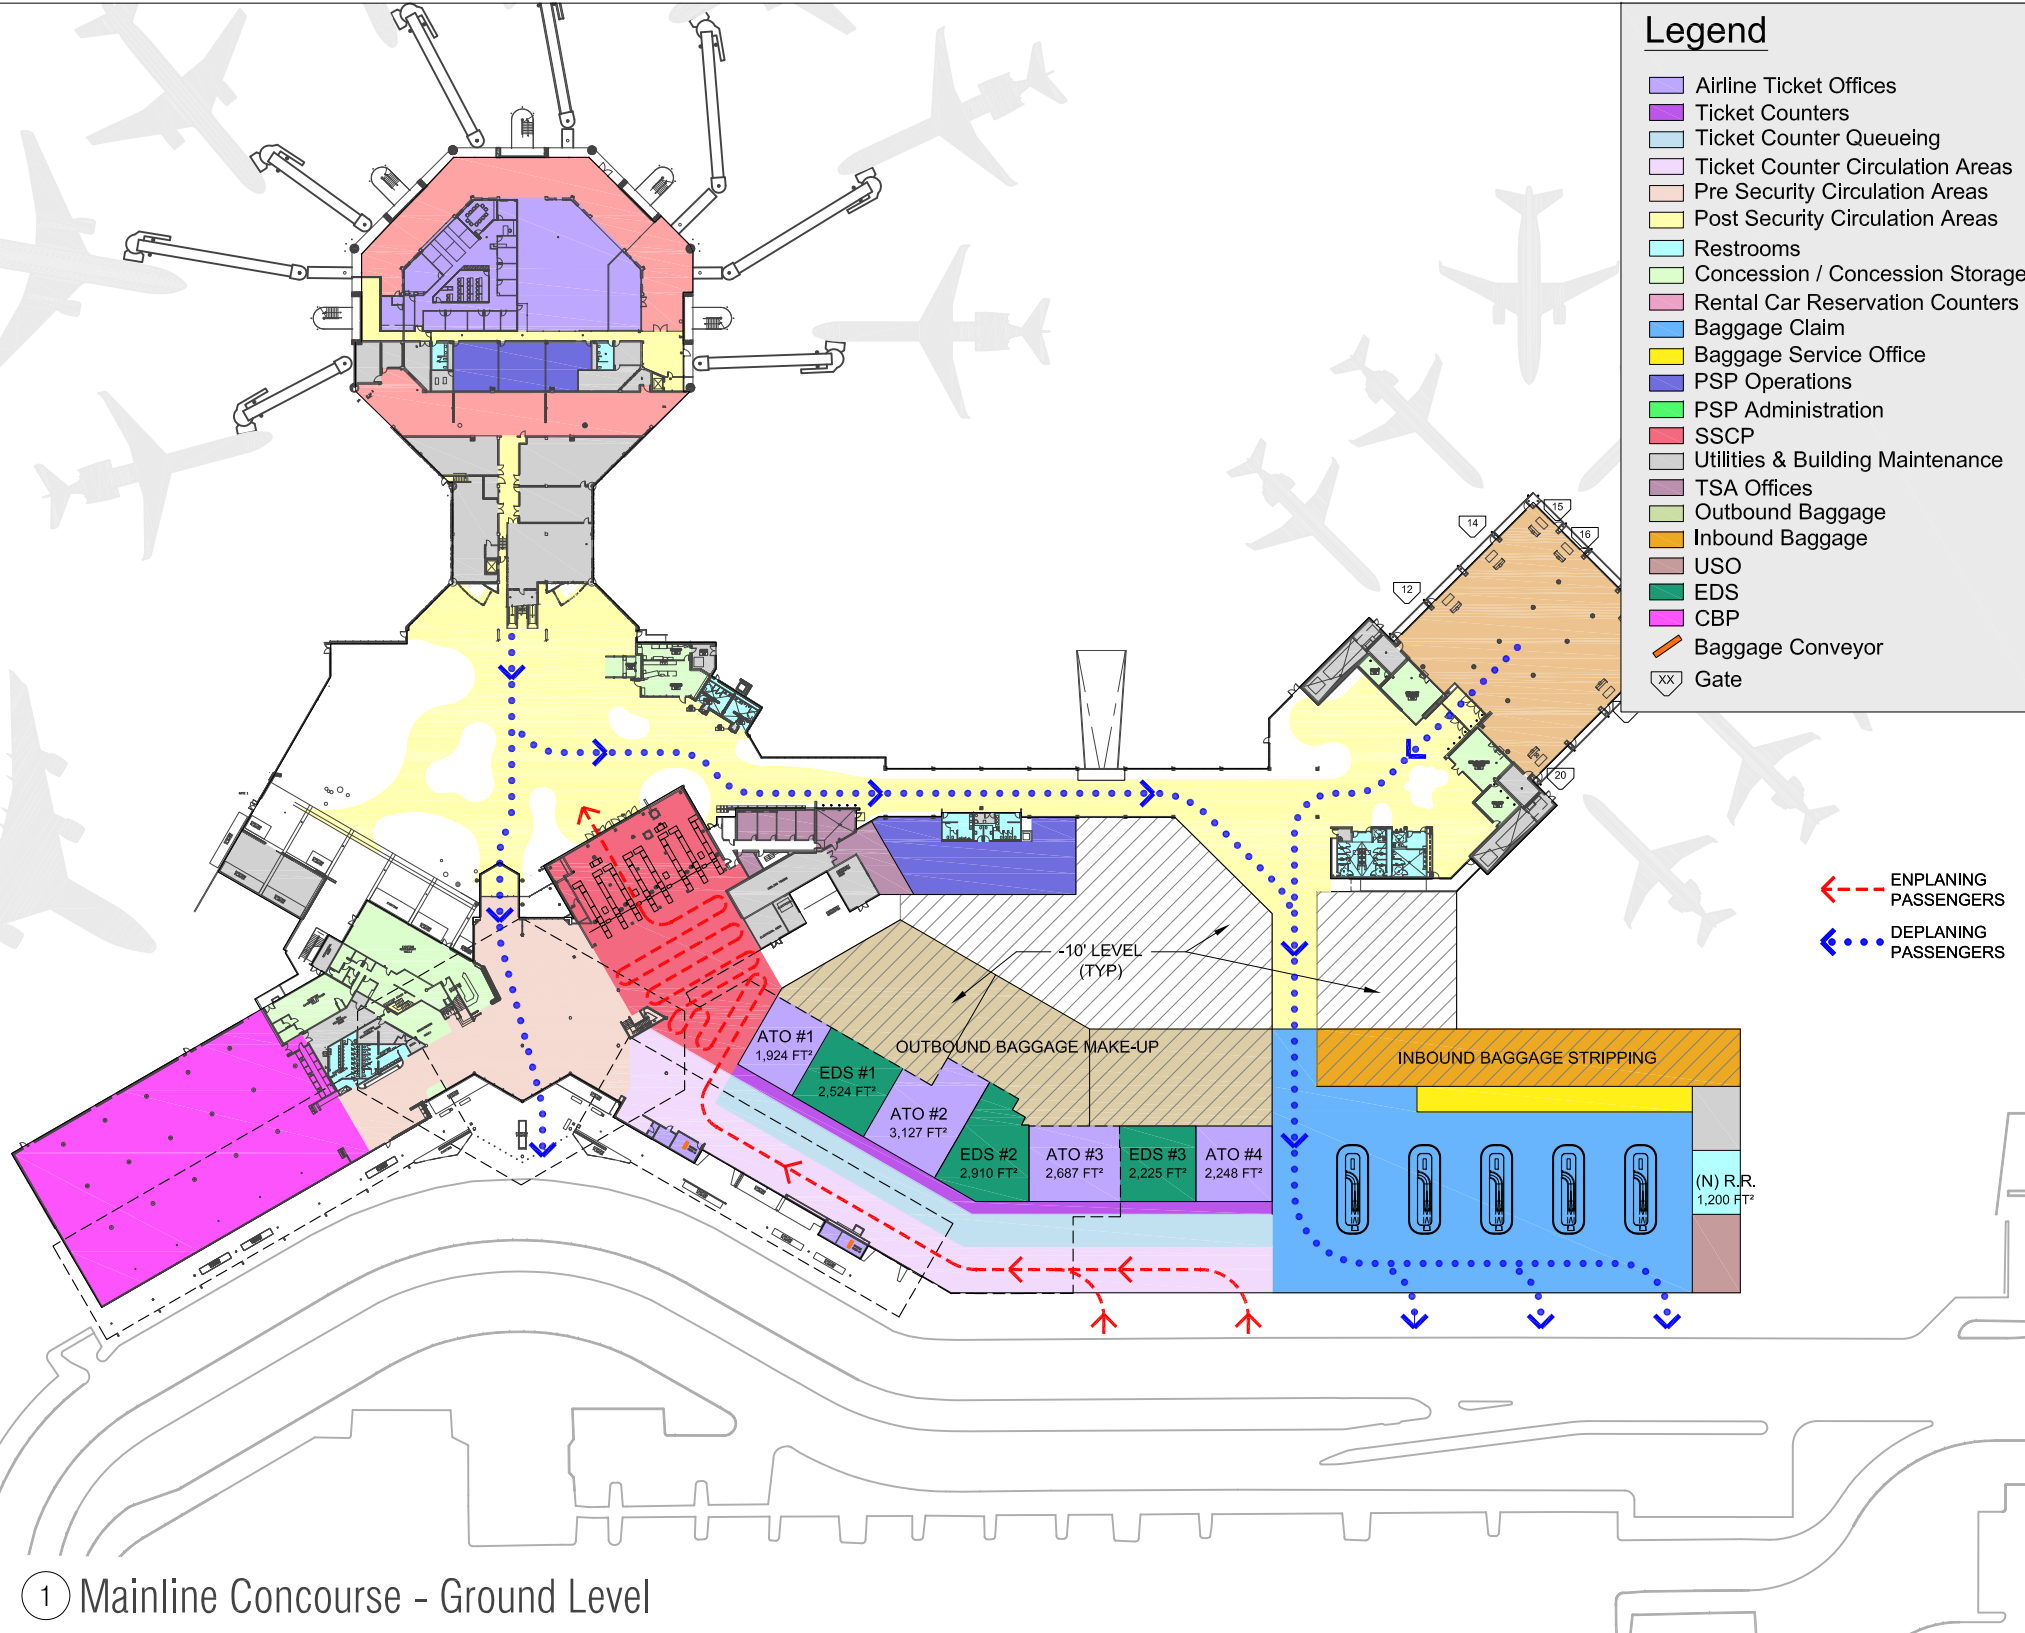 Legend
Airline Ticket Offices
Ticket Counters
Ticket Counter Queueing
Ticket Counter Circulation Areas
Pre Security Circulation Areas
Post Security Circulation Areas
Restrooms
Concession / Concession Storage
Rental Car Reservation Counters
Baggage Claim
Baggage Service Office
PSP Operations
PSP Administration
SSCP
Utilities & Building Maintenance
TSA Offices
Outbound Baggage
Inbound Baggage
USO
EDS
CBP
Baggage Conveyor
XX Gate
15
14
16
12
20
ENPLANING
PASSENGERS
DEPLANING
PASSENGERS
-10' LEVEL
(TYP)
ATO #1
1,924 FT²
OUTBOUND BAGGAGE MAKE-UP
INBOUND BAGGAGE STRIPPING
EDS #1
2,524 FT²
ATO #2
3,127 FT²
EDS #2
2,910 FT²
ATO #3
2,687 FT²
EDS #3
2,225 FT²
ATO #4
2,248 FT²
(N) R.R.
1,200 FT²
1 Mainline Concourse - Ground Level